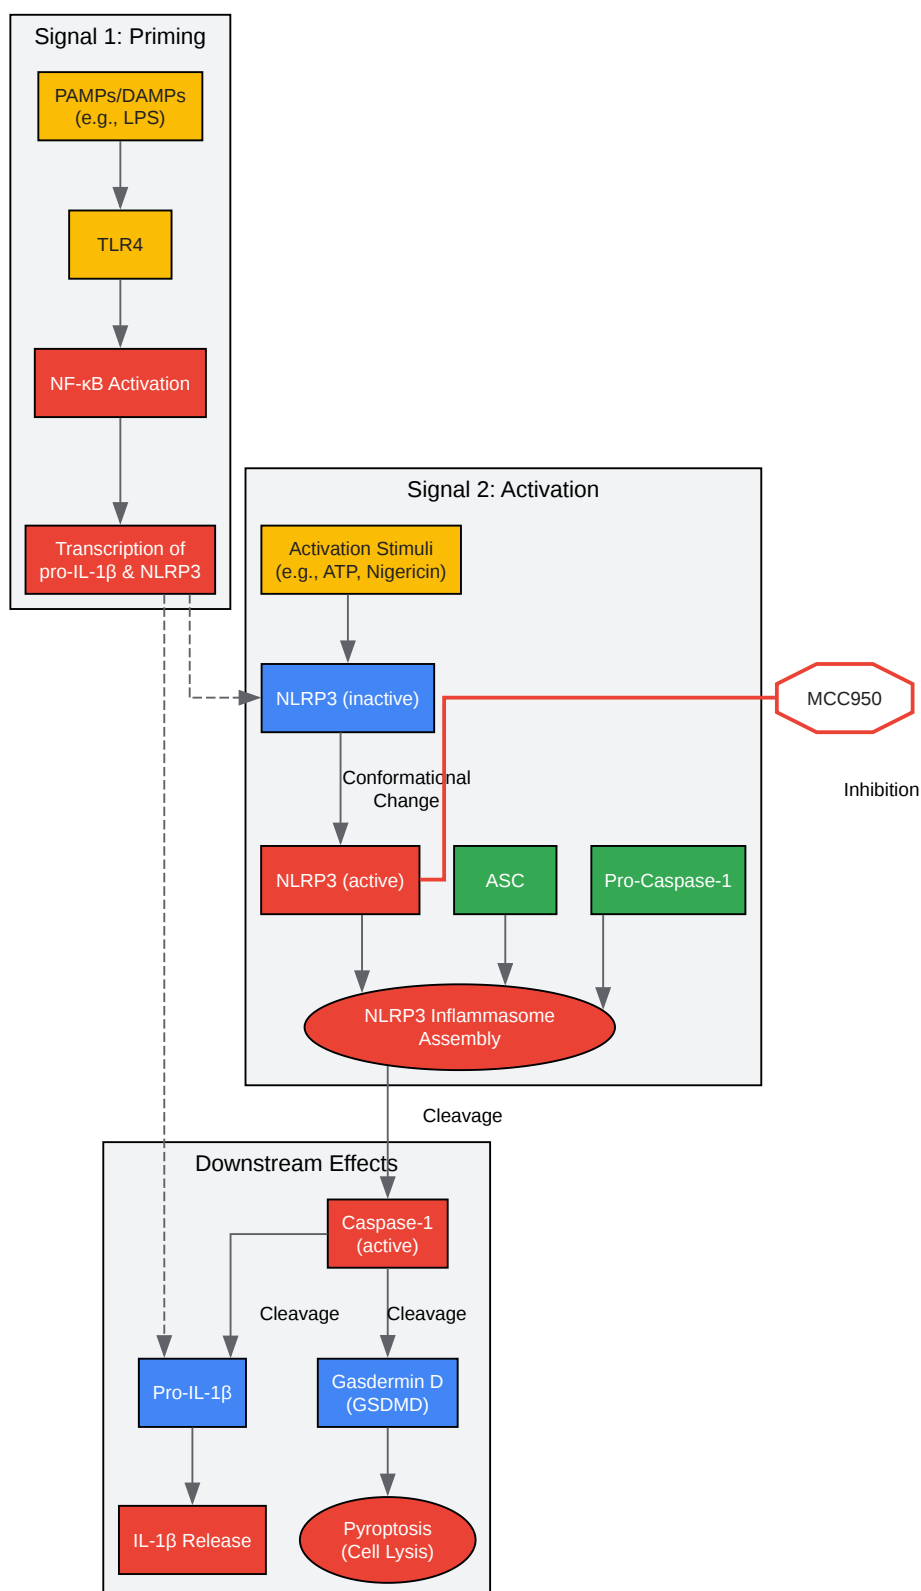 Signal 1: Priming
PAMPs/DAMPs
(e.g., LPS)
TLR4
NF-κB Activation
Transcription of
pro-IL-1β & NLRP3
Signal 2: Activation
Activation Stimuli
(e.g., ATP, Nigericin)
NLRP3 (inactive)
MCC950
Conformational
Change
Inhibition
NLRP3 (active)
ASC
Pro-Caspase-1
NLRP3 Inflammasome
Assembly
Cleavage
Downstream Effects
Caspase-1
(active)
Cleavage
Cleavage
Pro-IL-1β
Gasdermin D
(GSDMD)
IL-1β Release
Pyroptosis
(Cell Lysis)